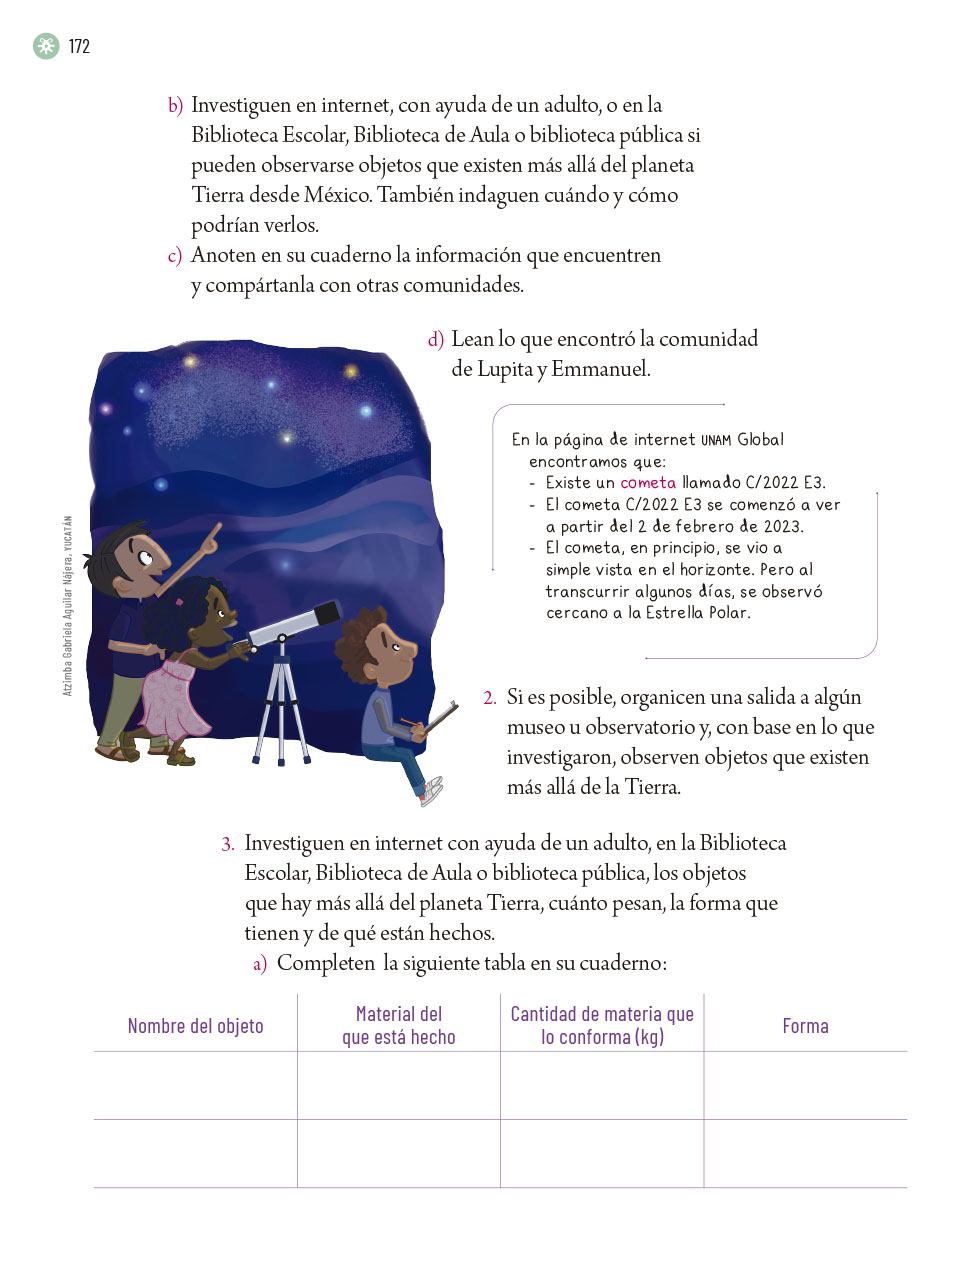 172
b) Investiguen en internet, con ayuda de un adulto, o en la
Biblioteca Escolar, Biblioteca de Aula o biblioteca pública si
pueden observarse objetos que existen más allá del planeta
Tierra desde México. También indaguen cuándo y cómo
podrían verlos.
c) Anoten en su cuaderno la información que encuentren
y compártanla con otras comunidades.
d) Lean lo que encontró la comunidad
de Lupita y Emmanuel.
En la página de internet UNAM Global
encontramos que:
- Existe un cometa llamado C/2022 E3.
- El cometa C/2022 E3 se comenzó a ver
a partir del 2 de febrero de 2023.
- El cometa, en principio, se vio a
simple vista en el horizonte. Pero al
transcurrir algunos días, se observó
cercano a la Estrella Polar.
Atzimba Gabriela Aguilar Nájera, YUCATÁN
2. Si es posible, organicen una salida a algún
museo u observatorio y, con base en lo que
investigaron, observen objetos que existen
más allá de la Tierra.
3. Investiguen en internet con ayuda de un adulto, en la Biblioteca
Escolar, Biblioteca de Aula o biblioteca pública, los objetos
que hay más allá del planeta Tierra, cuánto pesan, la forma que
tienen y de qué están hechos.
a) Completen la siguiente tabla en su cuaderno:
Nombre del objeto
Material del
que está hecho
Cantidad de materia que
lo conforma (kg)
Forma